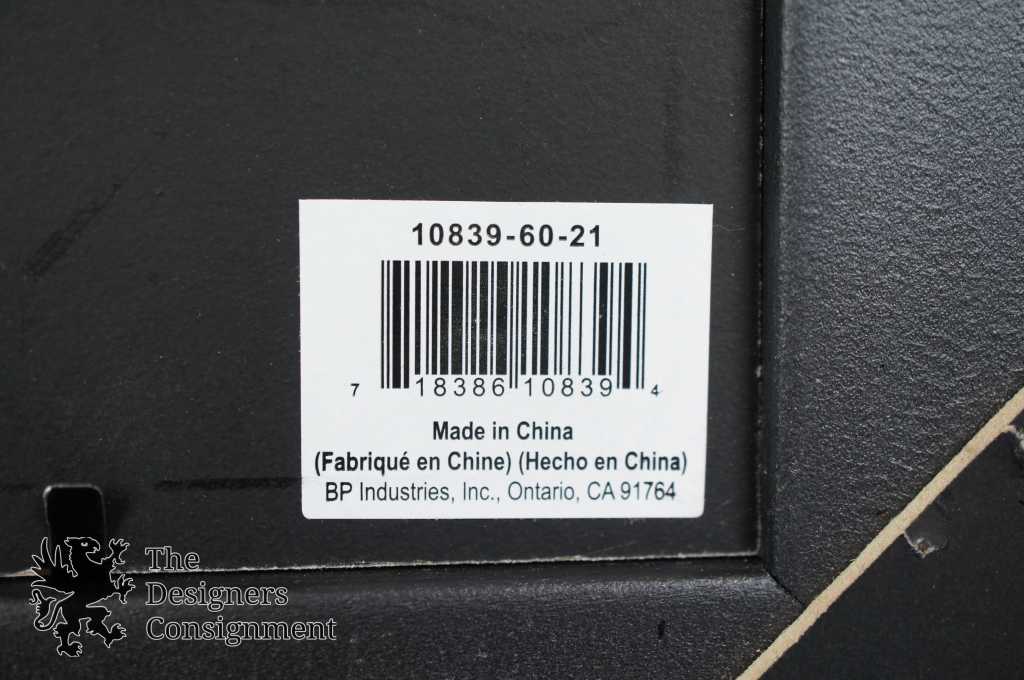 10839-60-21
7 18386 10839 4
Made in China
(Fabriqué en Chine) (Hecho en China)
BP Industries, Inc., Ontario, CA 91764
The
Designers
Consignment